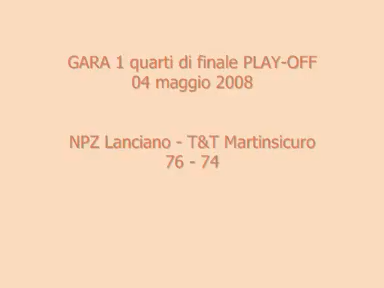 GARA 1 quarti di finale PLAY-OFF
04 maggio 2008
NPZ Lanciano - T&T Martinsicuro
76 - 74